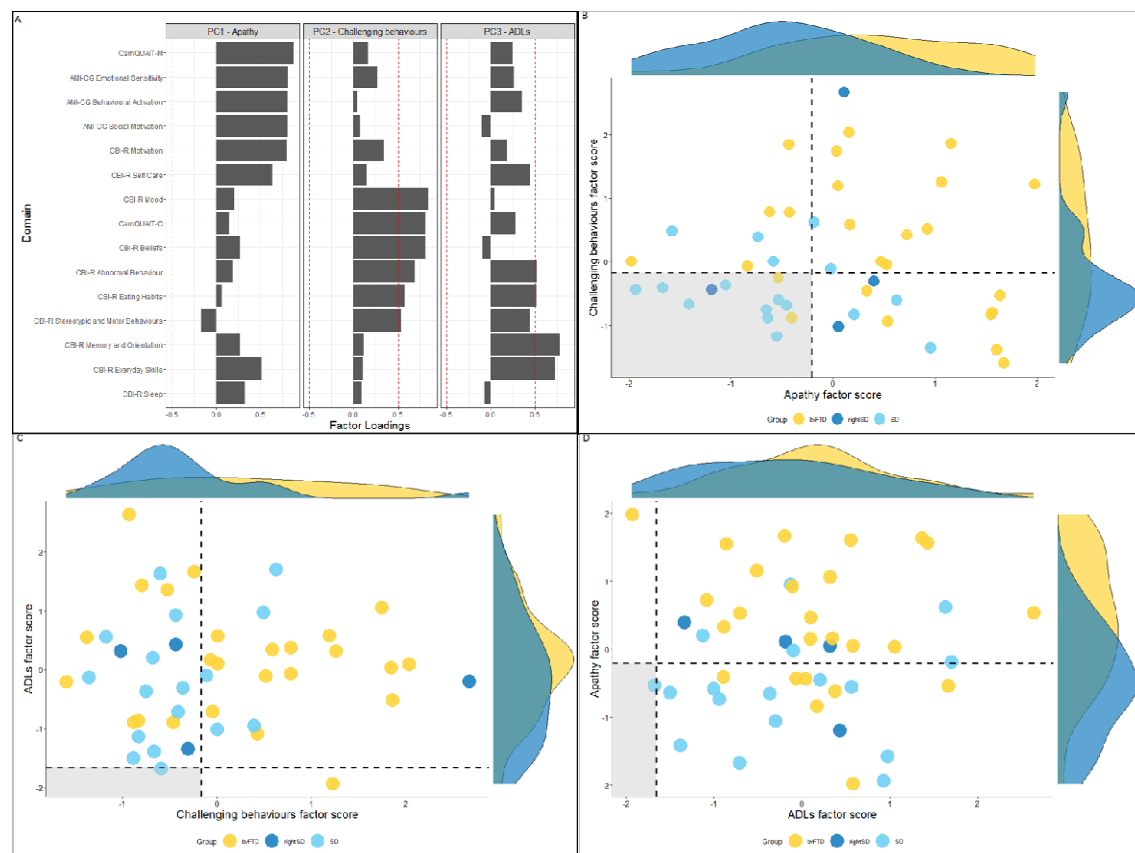 A
PC1 - Apathy
PC2 - Challenging behaviours
PC3 - ADLs
CamQUAIT-M
AMI-CG Emotional Sensitivity
AMI-CG Behavioural Activation
AMI-CG Social Motivation
CBI-R Motivation
CBI-R Self Care
CBI-R Mood
CamQUAIT-C
CBI-R Beliefs
CBI-R Abnormal Behaviour
CBI-R Eating Habits
CBI-R Stereotypic and Motor Behaviours
CBI-R Memory and Orientation
CBI-R Everyday Skills
CBI-R Sleep
Domain
-0.5 0.0 0.5 -0.5 0.0 0.5 -0.5 0.0 0.5
Factor Loadings
B
Challenging behaviours factor score
2
1
0
-1
-2 -1 0 1 2
Apathy factor score
Group bvFTD rightSD SD
C
ADLs factor score
2
1
0
-1
-2
-1 0 1 2
Challenging behaviours factor score
Group bvFTD rightSD SD
D
Apathy factor score
2
1
0
-1
-2
-2 -1 0 1 2
ADLs factor score
Group bvFTD rightSD SD